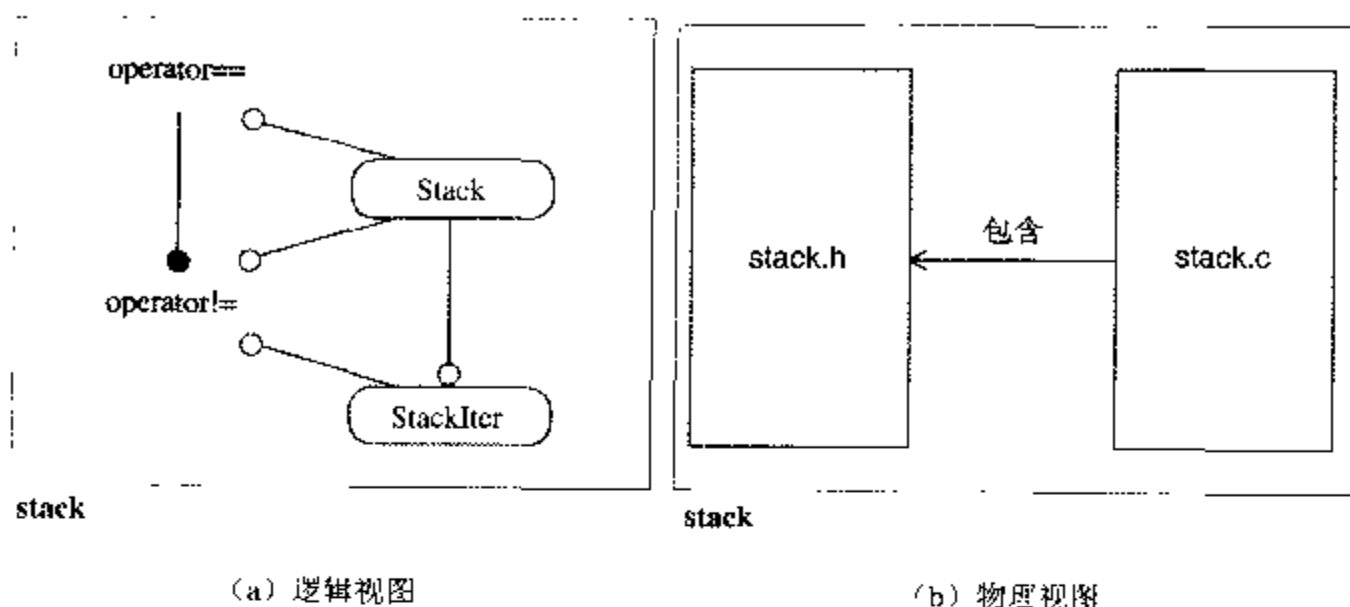 operator==
Stack
operator!=
StackIter
stack
(a) 逻辑视图
stack.h
包含
stack.c
stack
(b) 物理视图